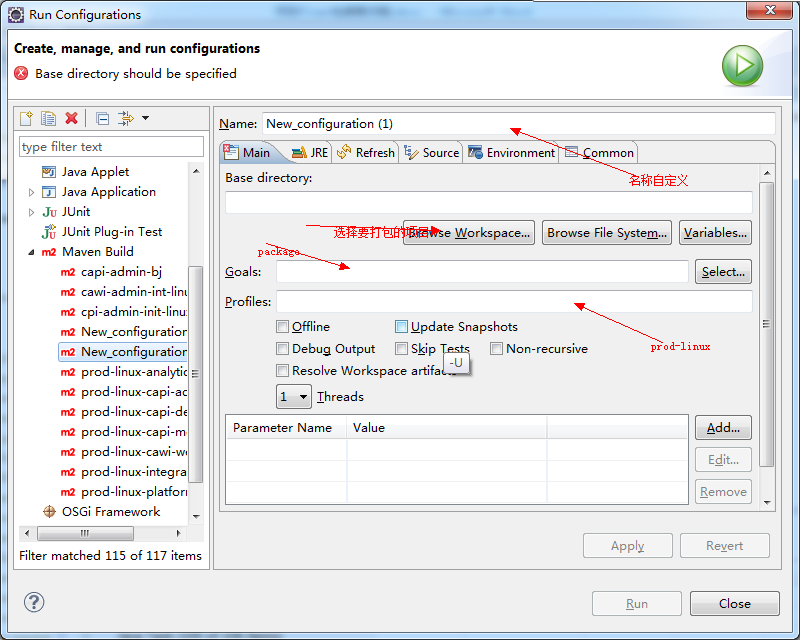 Run Configurations
Create, manage, and run configurations
Base directory should be specified
type filter text
Java Applet
Java Application
JUnit
JUnit Plug-in Test
Maven Build
capi-admin-bj
cawi-admin-init-linu
cpi-admin-init-linux
New_configuration
New_configuration
prod-linux-analytic
prod-linux-capi-ad
prod-linux-capi-de
prod-linux-capi-m
prod-linux-cawi-we
prod-linux-integra
prod-linux-platforn
OSGi Framework
Filter matched 115 of 117 items
Name: New_configuration (1)
Main JRE Refresh Source Environment Common
名称自定义
Base directory:
选择要打包的项目
Browse Workspace... Browse File System... Variables...
package
Goals: Select...
Profiles:
Offline Update Snapshots
prod-linux
Debug Output Skip Tests Non-recursive
-U
Resolve Workspace artifacts
1 Threads
Parameter Name Value
Add...
Edit...
Remove
Apply Revert
Run Close